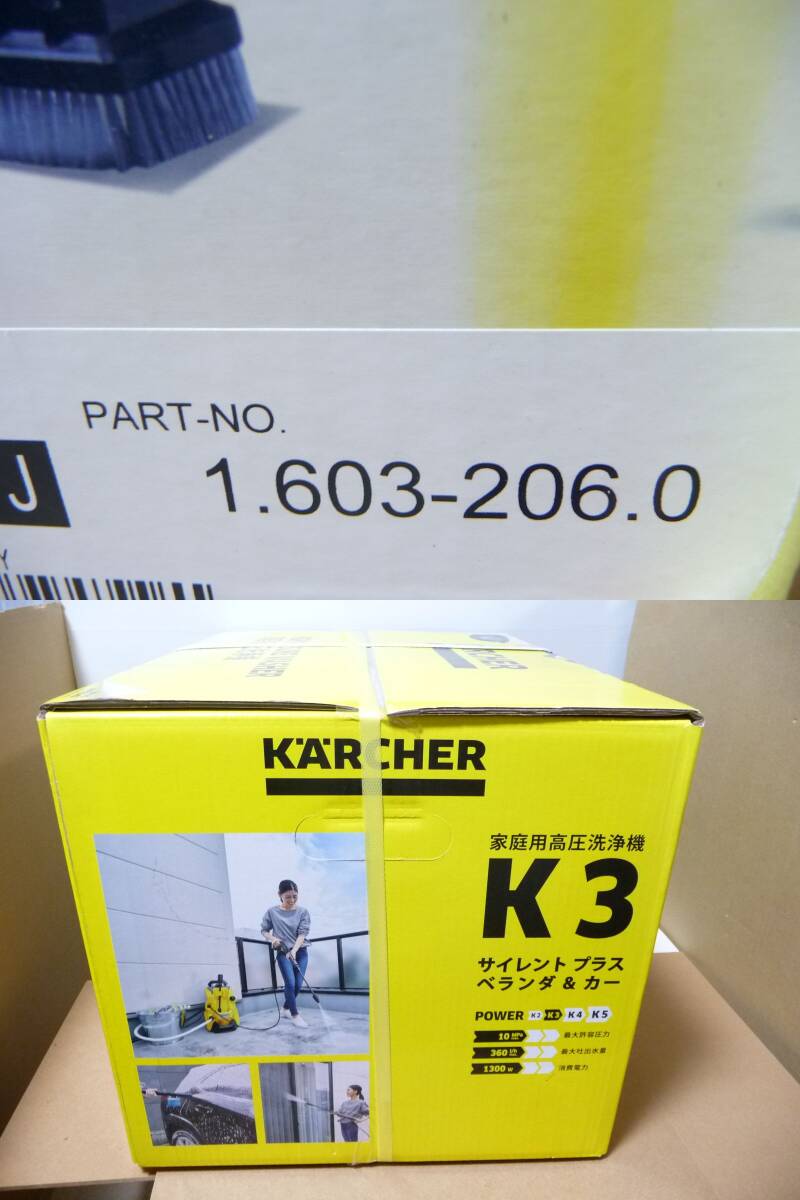 PART-NO.
J
1.603-206.0
Y
KÄRCHER
家庭用高圧洗浄機
K 3
サイレント プラス
ベランダ & カー
POWER K2 K3 K4 K5
10 MPa 最大許容圧力
360 l/h 最大吐出水量
1300 W 消費電力